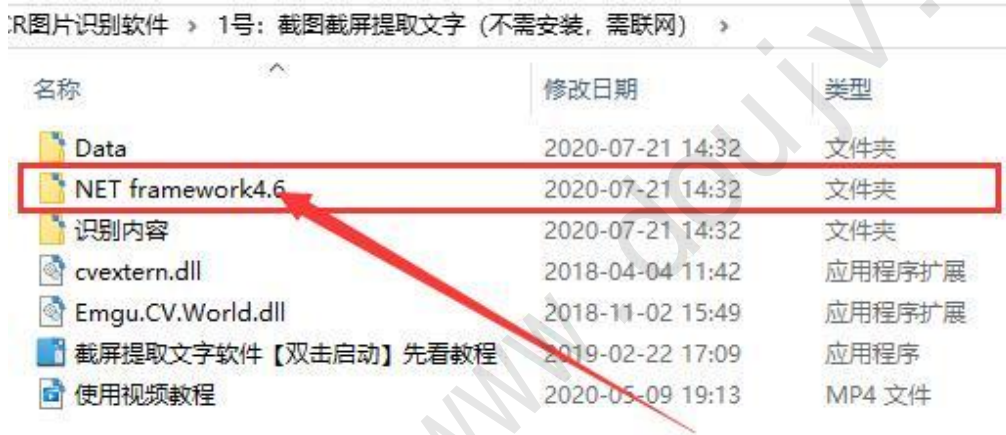 CR图片识别软件 › 1号：截图截屏提取文字（不需安装，需联网） ›
名称 修改日期 类型
Data 2020-07-21 14:32 文件夹
NET framework4.6 2020-07-21 14:32 文件夹
识别内容 2020-07-21 14:32 文件夹
cvextern.dll 2018-04-04 11:42 应用程序扩展
Emgu.CV.World.dll 2018-11-02 15:49 应用程序扩展
截屏提取文字软件【双击启动】先看教程 2019-02-22 17:09 应用程序
使用视频教程 2020-05-09 19:13 MP4 文件
www.doujv.